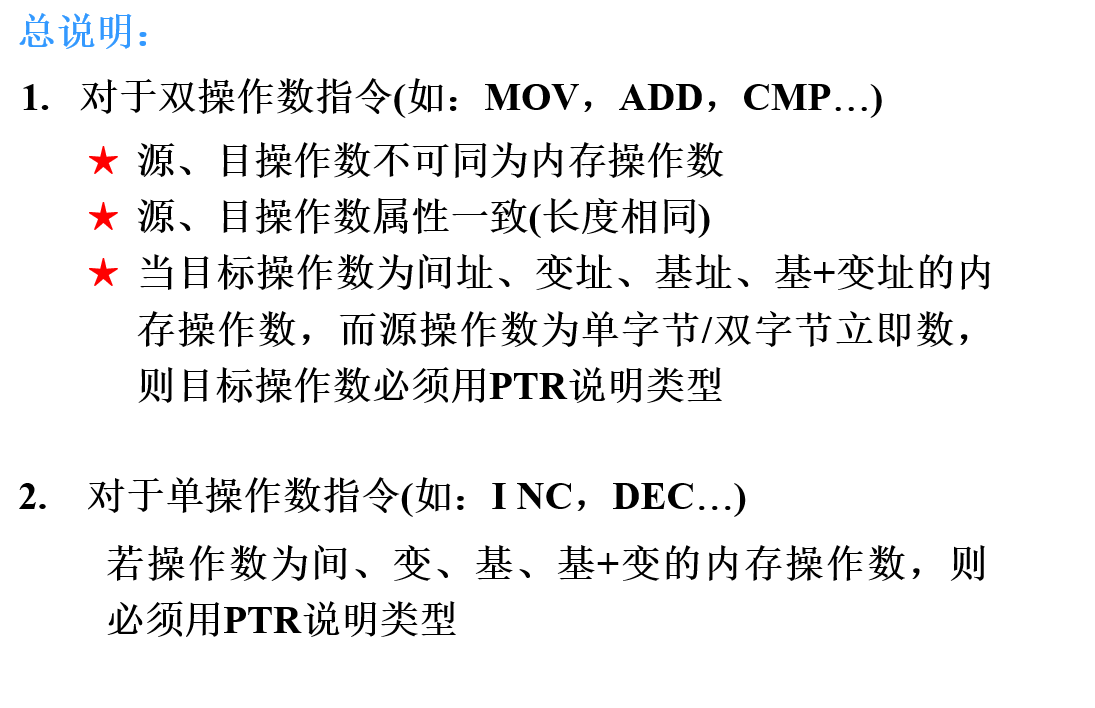 总说明：
1. 对于双操作数指令(如：MOV，ADD，CMP…)
★ 源、目操作数不可同为内存操作数
★ 源、目操作数属性一致(长度相同)
★ 当目标操作数为间址、变址、基址、基+变址的内
存操作数，而源操作数为单字节/双字节立即数，
则目标操作数必须用PTR说明类型
2. 对于单操作数指令(如：I NC，DEC…)
若操作数为间、变、基、基+变的内存操作数，则
必须用PTR说明类型